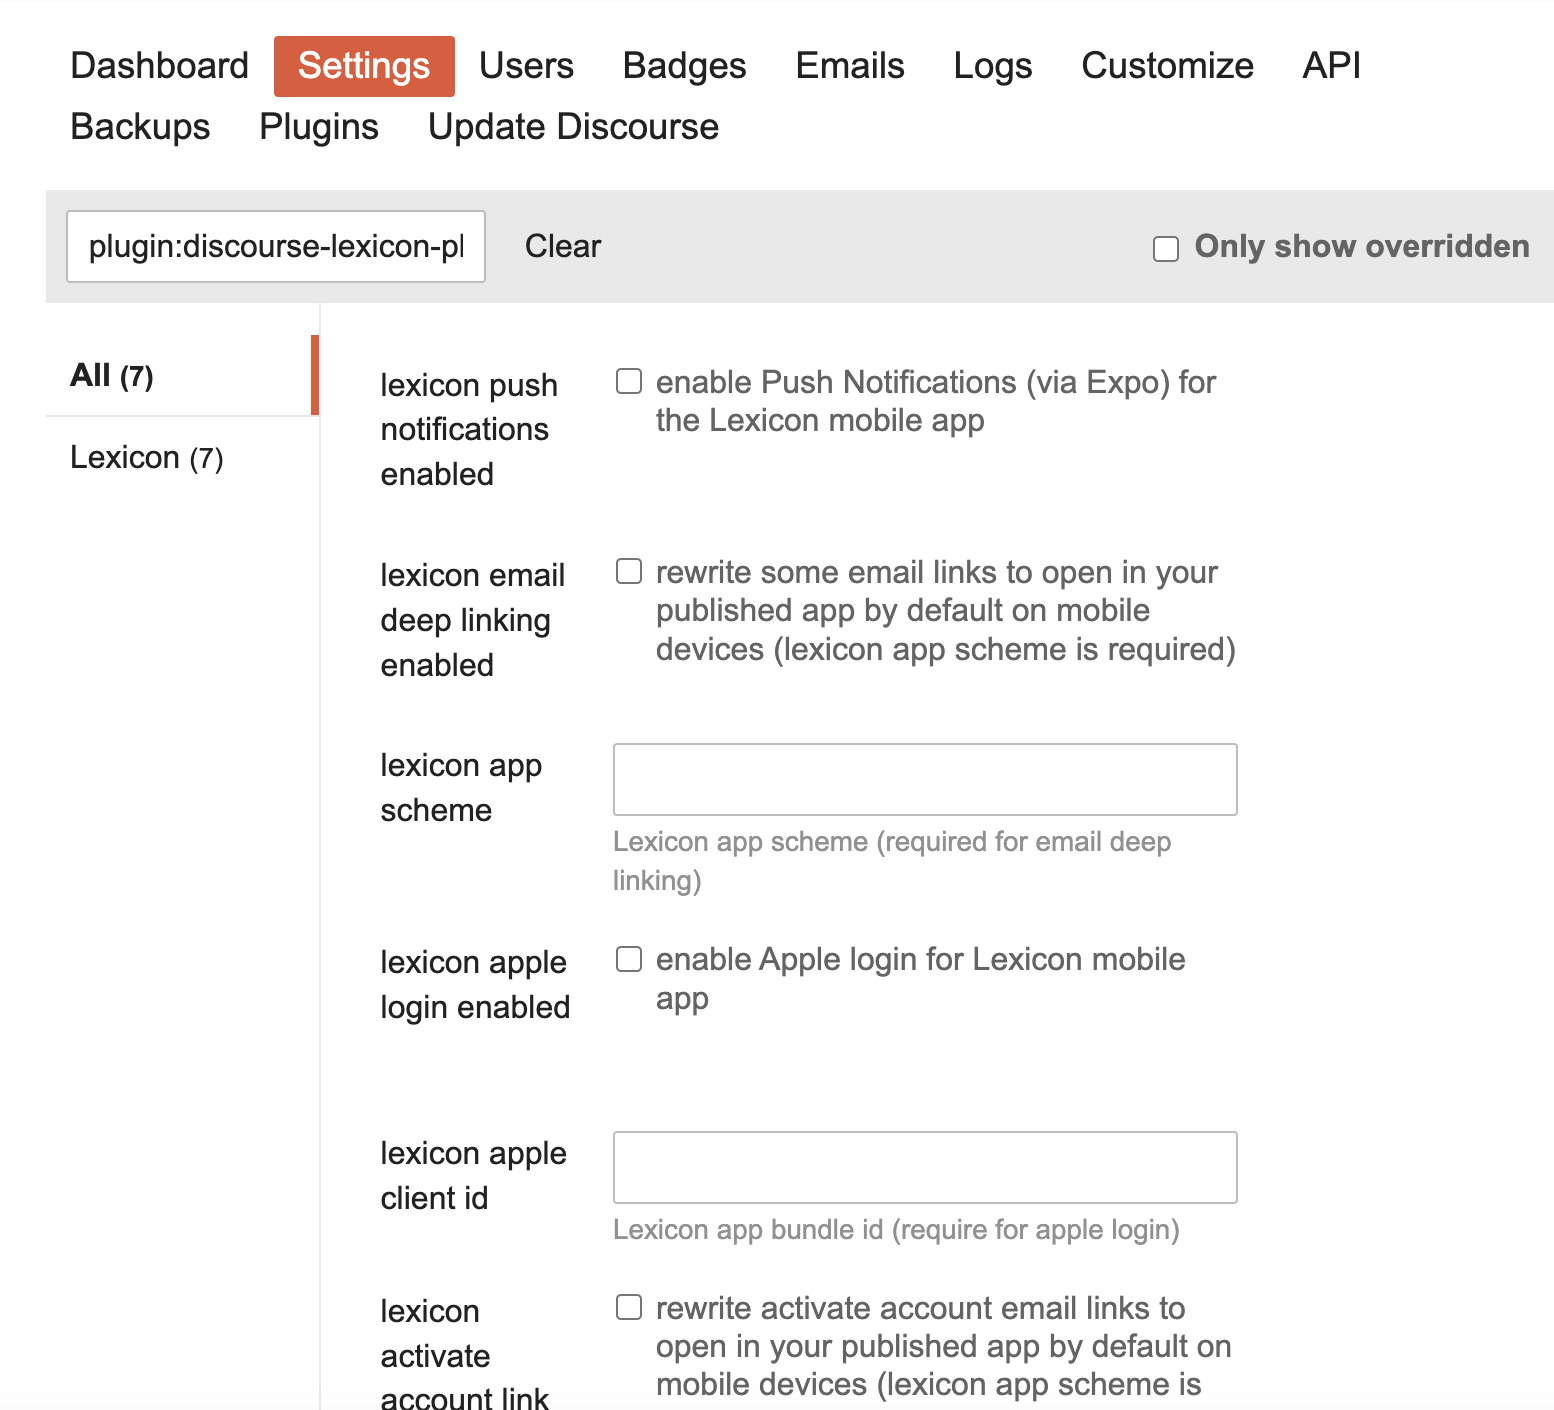 Dashboard Settings Users Badges Emails Logs Customize API
Backups Plugins Update Discourse
plugin:discourse-lexicon-pl Clear Only show overridden
All (7)
Lexicon (7)
lexicon push
notifications
enabled
enable Push Notifications (via Expo) for
the Lexicon mobile app
lexicon email
deep linking
enabled
rewrite some email links to open in your
published app by default on mobile
devices (lexicon app scheme is required)
lexicon app
scheme
Lexicon app scheme (required for email deep
linking)
lexicon apple
login enabled
enable Apple login for Lexicon mobile
app
lexicon apple
client id
Lexicon app bundle id (require for apple login)
lexicon
activate
account link
rewrite activate account email links to
open in your published app by default on
mobile devices (lexicon app scheme is